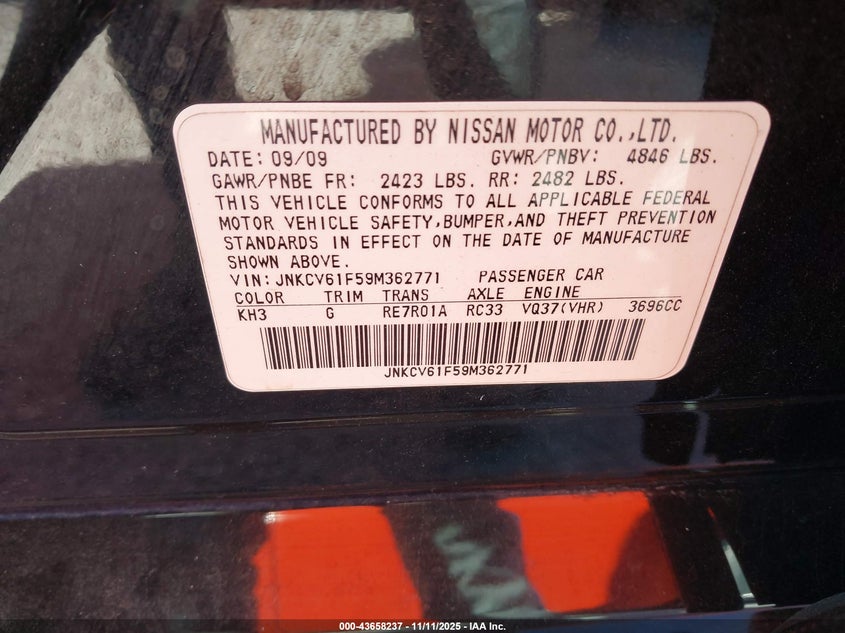 MANUFACTURED BY NISSAN MOTOR CO.,LTD.
DATE: 09/09 GVWR/PNBV: 4846 LBS.
GAWR/PNBE FR: 2423 LBS. RR: 2482 LBS.
THIS VEHICLE CONFORMS TO ALL APPLICABLE FEDERAL
MOTOR VEHICLE SAFETY,BUMPER,AND THEFT PREVENTION
STANDARDS IN EFFECT ON THE DATE OF MANUFACTURE
SHOWN ABOVE.
VIN: JNKCV61F59M362771 PASSENGER CAR
COLOR TRIM TRANS AXLE ENGINE
KH3 G RE7R01A RC33 VQ37(VHR) 3696CC
JNKCV61F59M362771
000-43658237 - 11/11/2025 - IAA Inc.